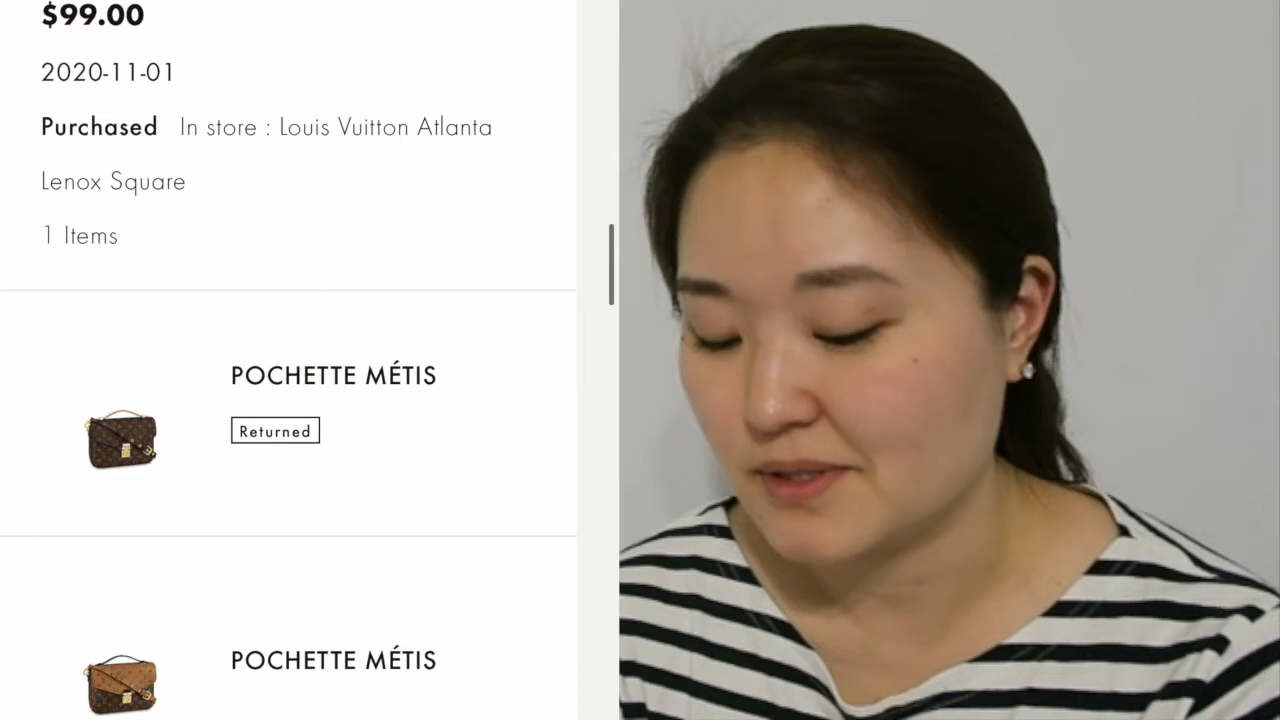 $99.00
2020-11-01
Purchased In store : Louis Vuitton Atlanta
Lenox Square
1 Items
POCHETTE MÉTIS
Returned
POCHETTE MÉTIS